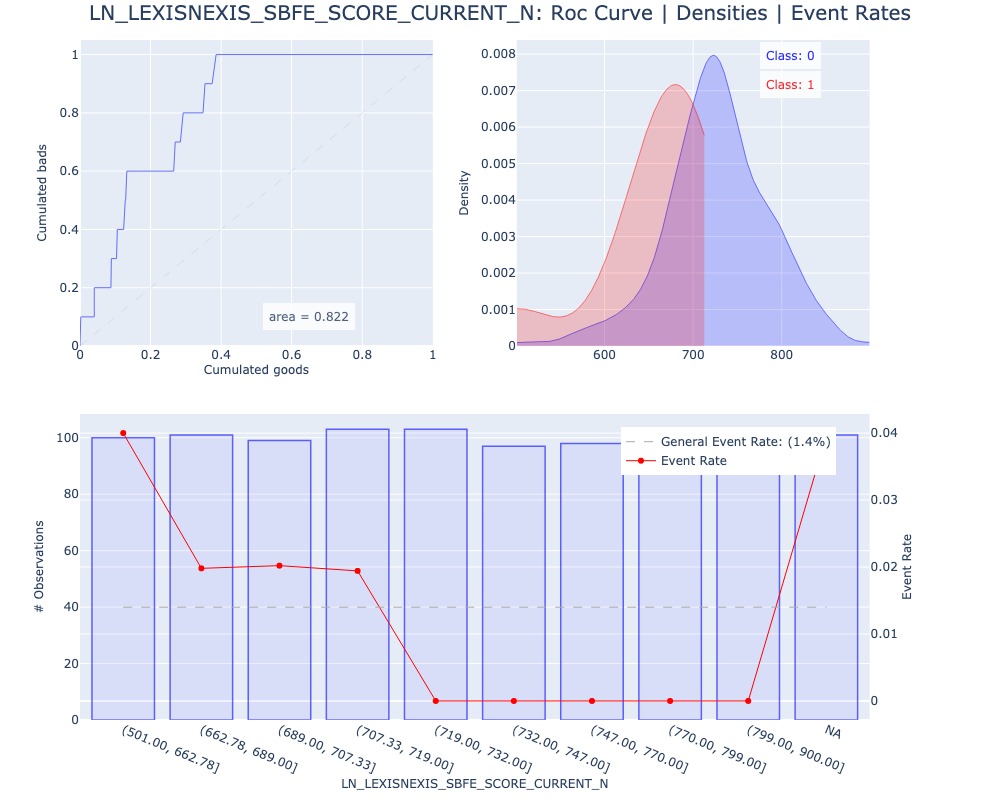 LN_LEXISNEXIS_SBFE_SCORE_CURRENT_N: Roc Curve | Densities | Event Rates
1
0.8
0.6
0.4
0.2
0
Cumulated bads
0 0.2 0.4 0.6 0.8 1
Cumulated goods
area = 0.822
0.008
0.007
0.006
0.005
0.004
0.003
0.002
0.001
0
Density
600 700 800
Class: 0
Class: 1
100
80
60
40
20
0
# Observations
General Event Rate: (1.4%)
Event Rate
0.04
0.03
0.02
0.01
0
Event Rate
(501.00, 662.78]
(662.78, 689.00]
(689.00, 707.33]
(707.33, 719.00]
(719.00, 732.00]
(732.00, 747.00]
(747.00, 770.00]
(770.00, 799.00]
(799.00, 900.00]
NA
LN_LEXISNEXIS_SBFE_SCORE_CURRENT_N